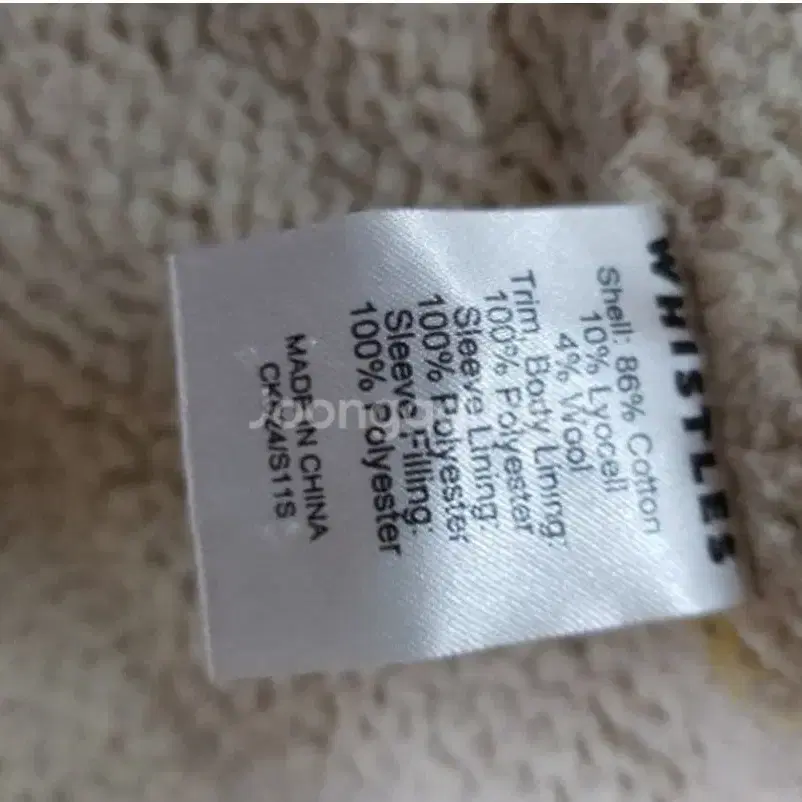 WHISTLES
Shell: 86% Cotton
10% Lyocell
4% Wool
Trim, Body Lining:
100% Polyester
Sleeve Lining:
100% Polyester
Sleeve Filling:
100% Polyester
MADE IN CHINA